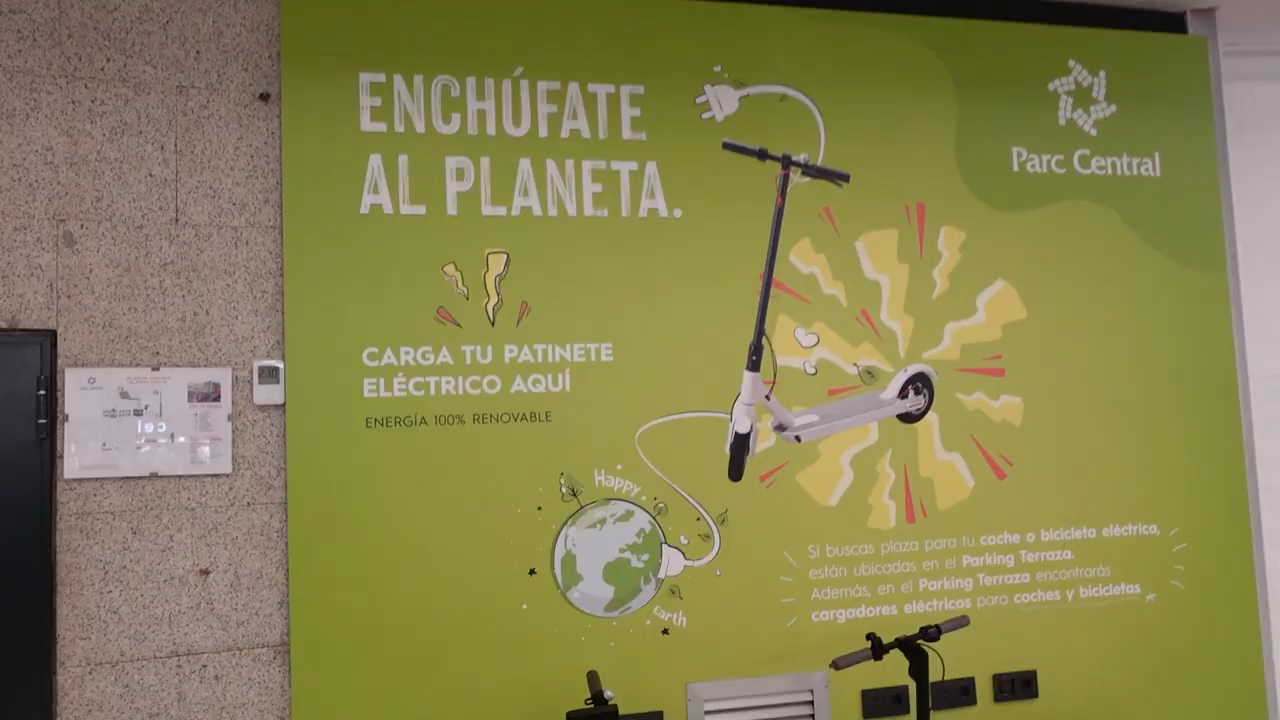 ENCHÚFATE
AL PLANETA.
Parc Central
CARGA TU PATINETE
ELÉCTRICO AQUÍ
ENERGÍA 100% RENOVABLE
Happy
Earth
Si buscas plaza para tu coche o bicicleta eléctrica,
están ubicadas en el Parking Terraza.
Además, en el Parking Terraza encontrarás
cargadores eléctricos para coches y bicicletas